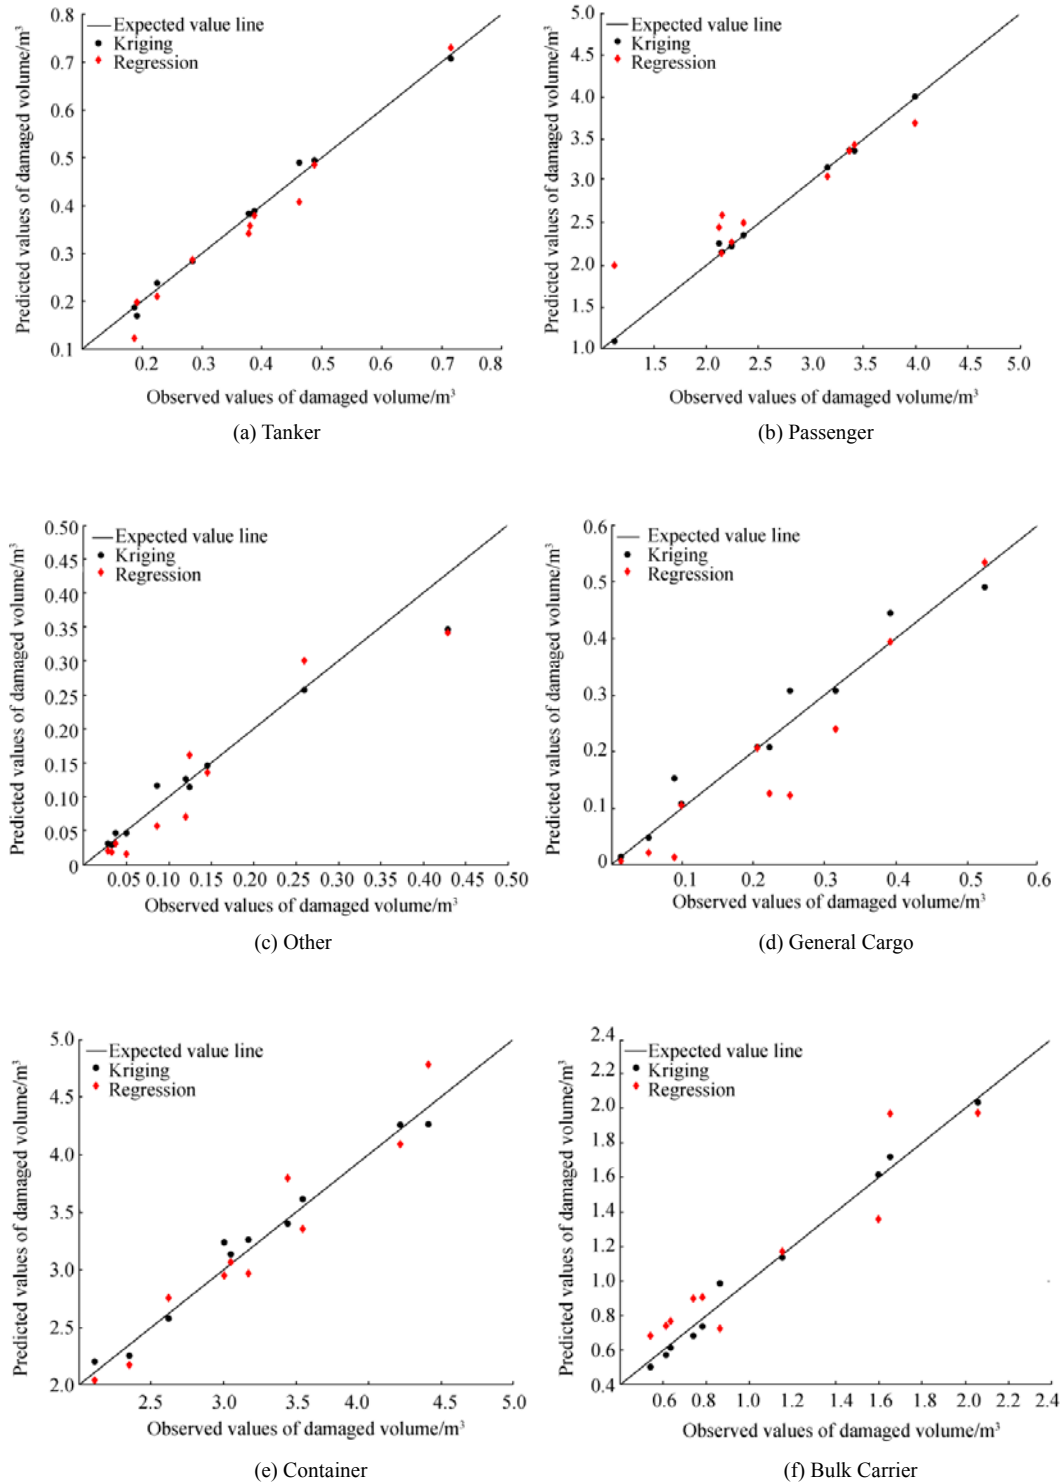 0.8
0.7
0.6
0.5
0.4
0.3
0.2
0.1
Predicted values of damaged volume/m³
Expected value line
Kriging
Regression
0.2 0.3 0.4 0.5 0.6 0.7 0.8
Observed values of damaged volume/m³
(a) Tanker
5.0
4.5
4.0
3.5
3.0
2.5
2.0
1.5
1.0
Predicted values of damaged volume/m³
Expected value line
Kriging
Regression
1.5 2.0 2.5 3.0 3.5 4.0 4.5 5.0
Observed values of damaged volume/m³
(b) Passenger
0.50
0.45
0.40
0.35
0.30
0.25
0.20
0.15
0.10
0.05
0
Predicted values of damaged volume/m³
Expected value line
Kriging
Regression
0.05 0.10 0.15 0.20 0.25 0.30 0.35 0.40 0.45 0.50
Observed values of damaged volume/m³
(c) Other
0.6
0.5
0.4
0.3
0.2
0.1
0
Predicted values of damaged volume/m³
Expected value line
Kriging
Regression
0.1 0.2 0.3 0.4 0.5 0.6
Observed values of damaged volume/m³
(d) General Cargo
5.0
4.5
4.0
3.5
3.0
2.5
2.0
Predicted values of damaged volume/m³
Expected value line
Kriging
Regression
2.5 3.0 3.5 4.0 4.5 5.0
Observed values of damaged volume/m³
(e) Container
2.4
2.2
2.0
1.8
1.6
1.4
1.2
1.0
0.8
0.6
0.4
Predicted values of damaged volume/m³
Expected value line
Kriging
Regression
0.6 0.8 1.0 1.2 1.4 1.6 1.8 2.0 2.2 2.4
Observed values of damaged volume/m³
(f) Bulk Carrier